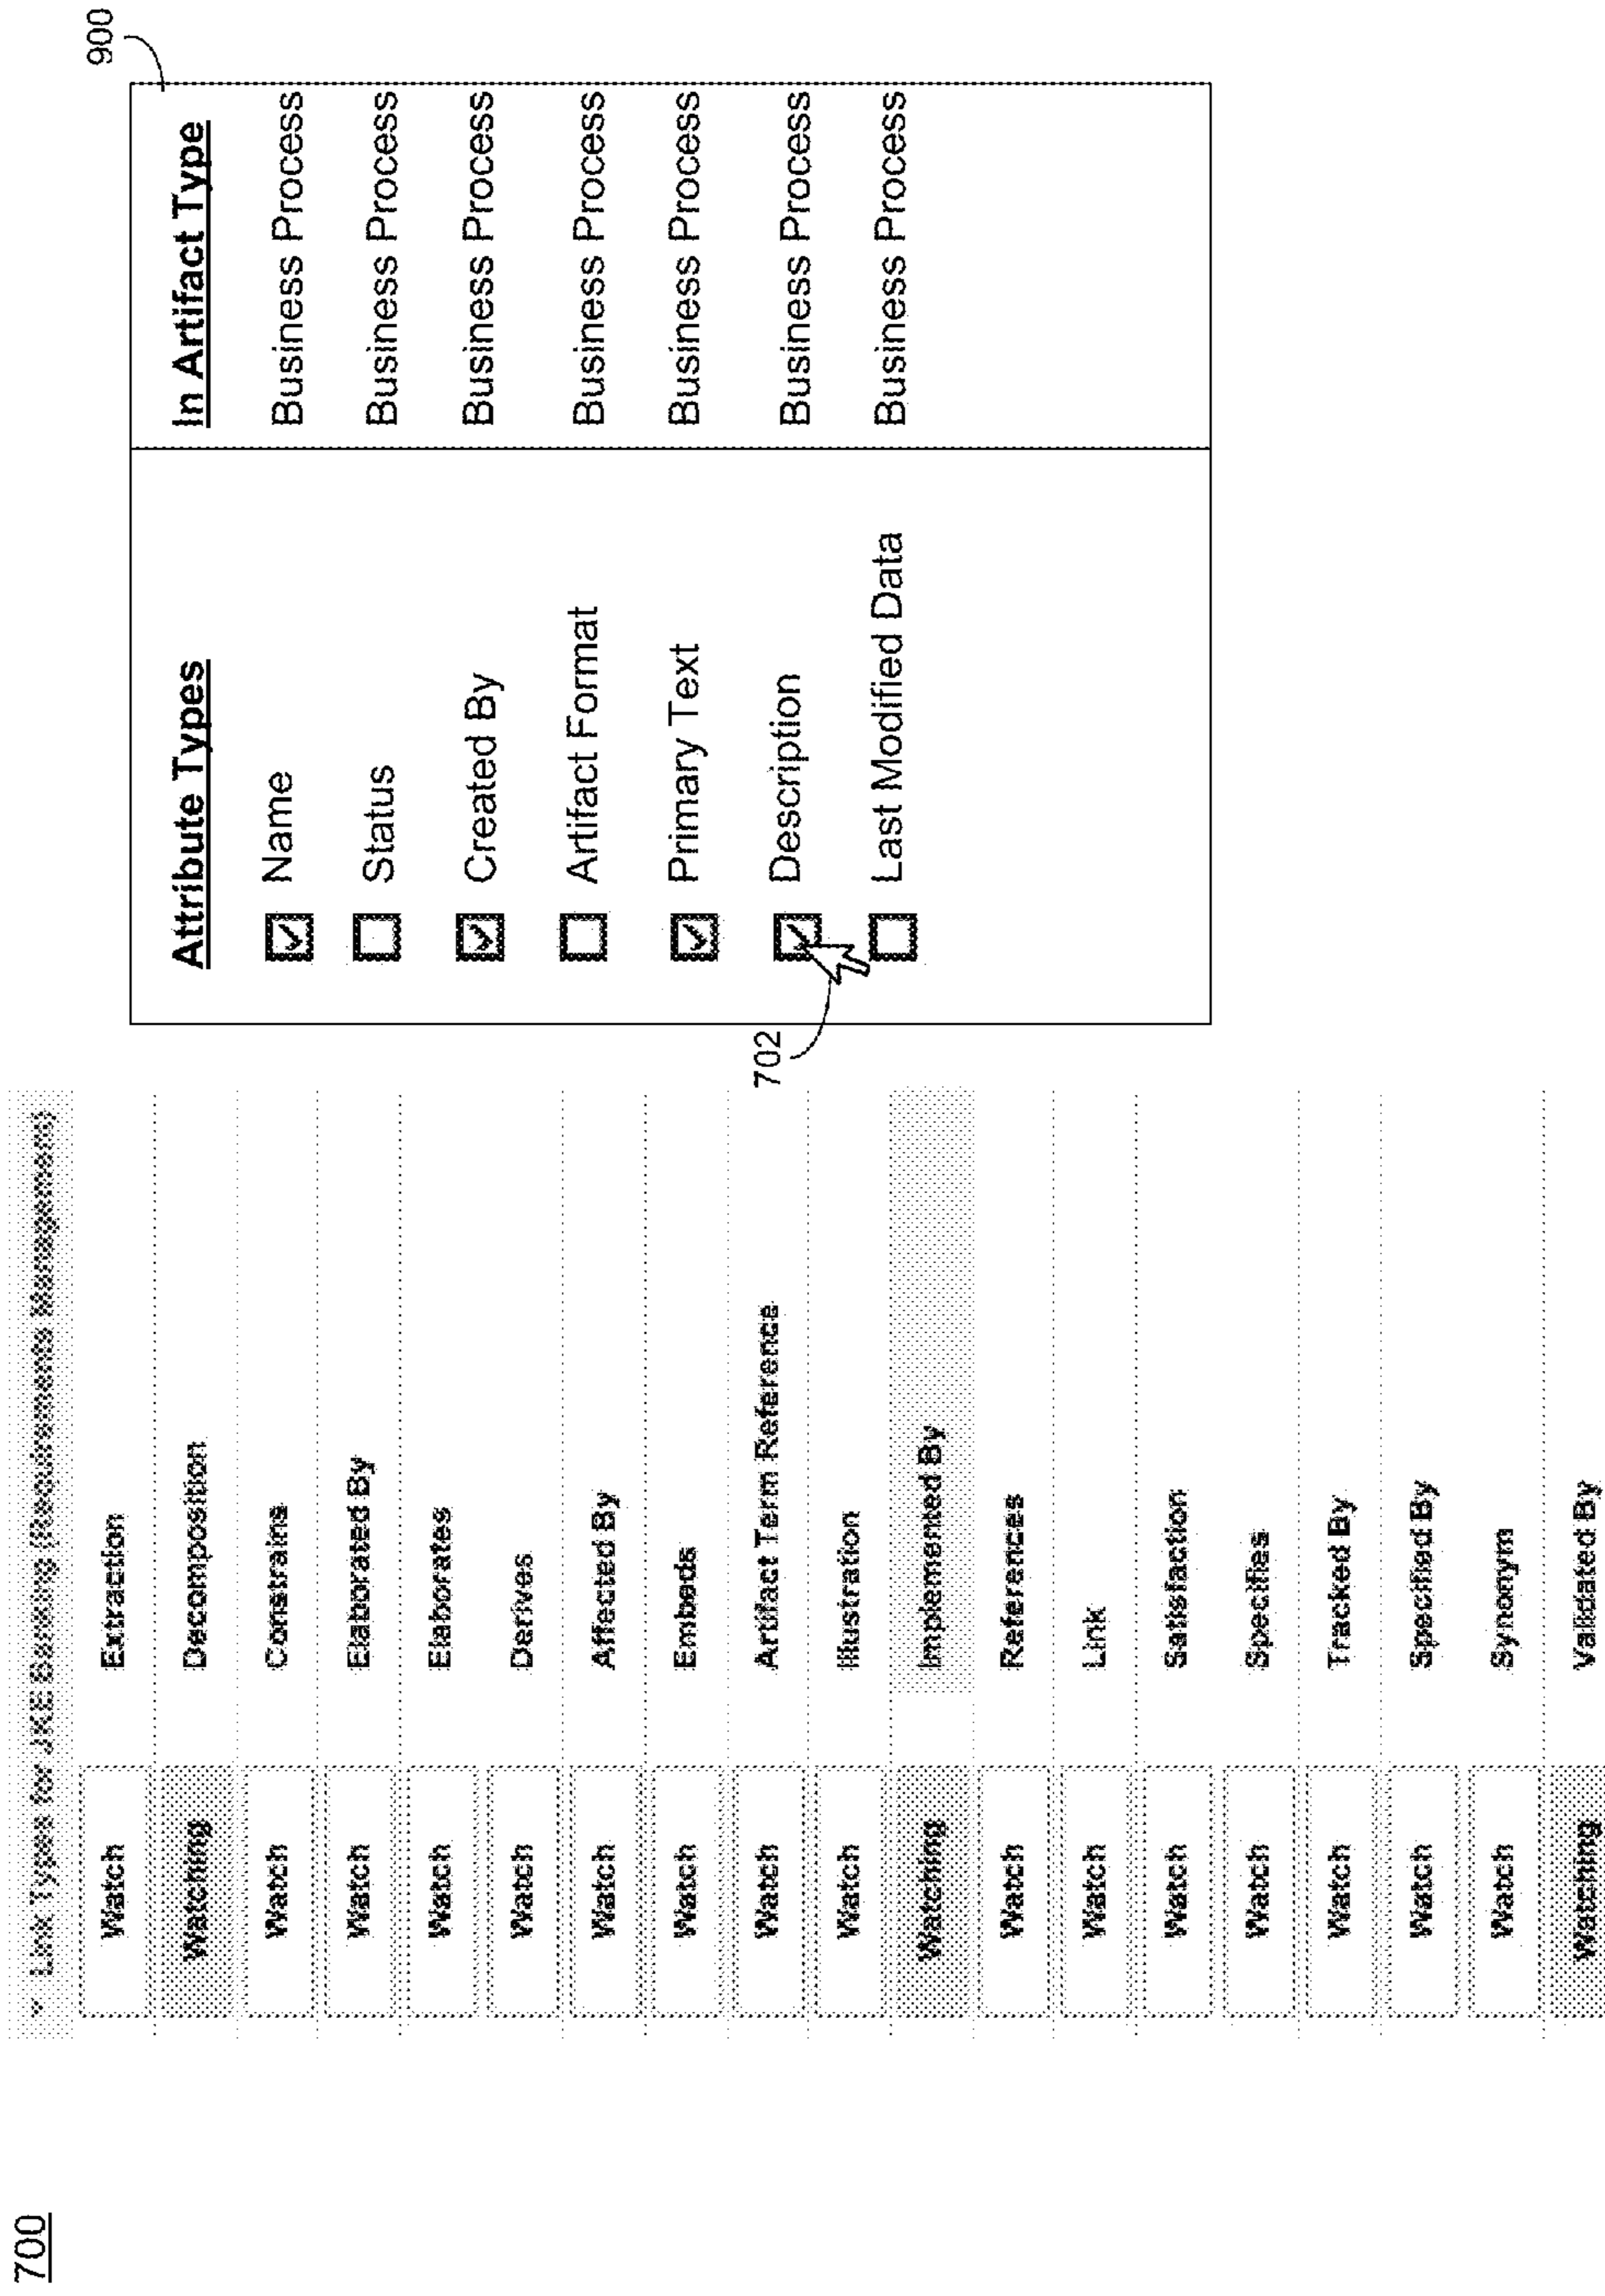 700
Link Types for JKE Banking (Requirements Management)
Watch Extraction
Watching Decomposition
Watch Constrains
Watch Elaborated By
Watch Elaborates
Watch Derives
Watch Affected By
Watch Embeds
Watch Artifact Term Reference
Watch Illustration
Watching Implemented By
Watch References
Watch Link
Watch Satisfaction
Watch Specifies
Watch Tracked By
Watch Specified By
Watch Synonym
Watching Validated By
900
Attribute Types In Artifact Type
Name Business Process
Status Business Process
Created By Business Process
Artifact Format Business Process
Primary Text Business Process
Description Business Process
Last Modified Data Business Process
702